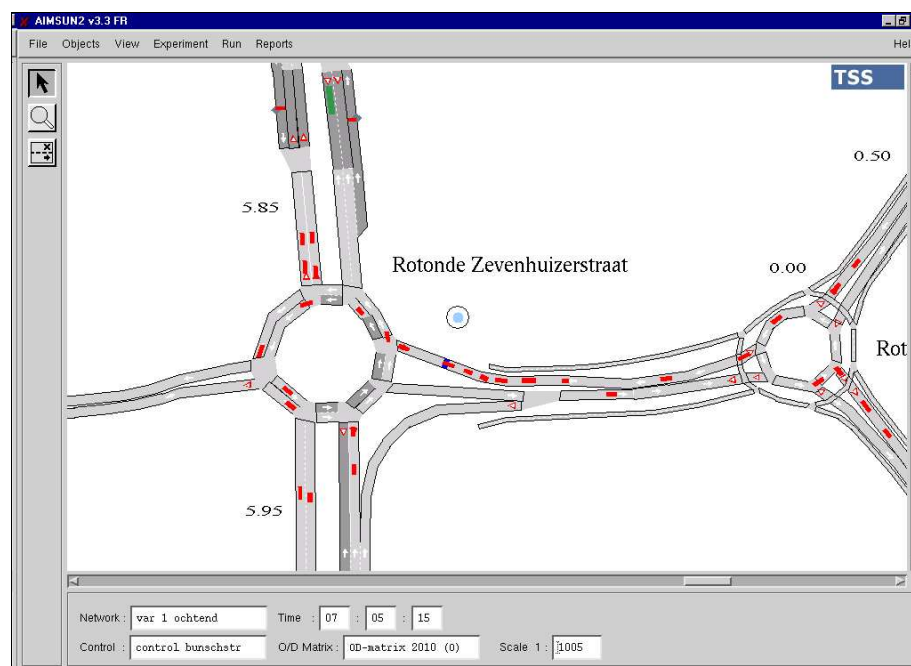 AIMSUN2 v3.3 FR
File Objects View Experiment Run Reports Hel
TSS
0.50
5.85
Rotonde Zevenhuizerstraat
0.00
Rot
5.95
Network : var 1 ochtend Time : 07 : 05 : 15
Control : control bunschstr O/D Matrix : OD-matrix 2010 (0) Scale 1 : 1005